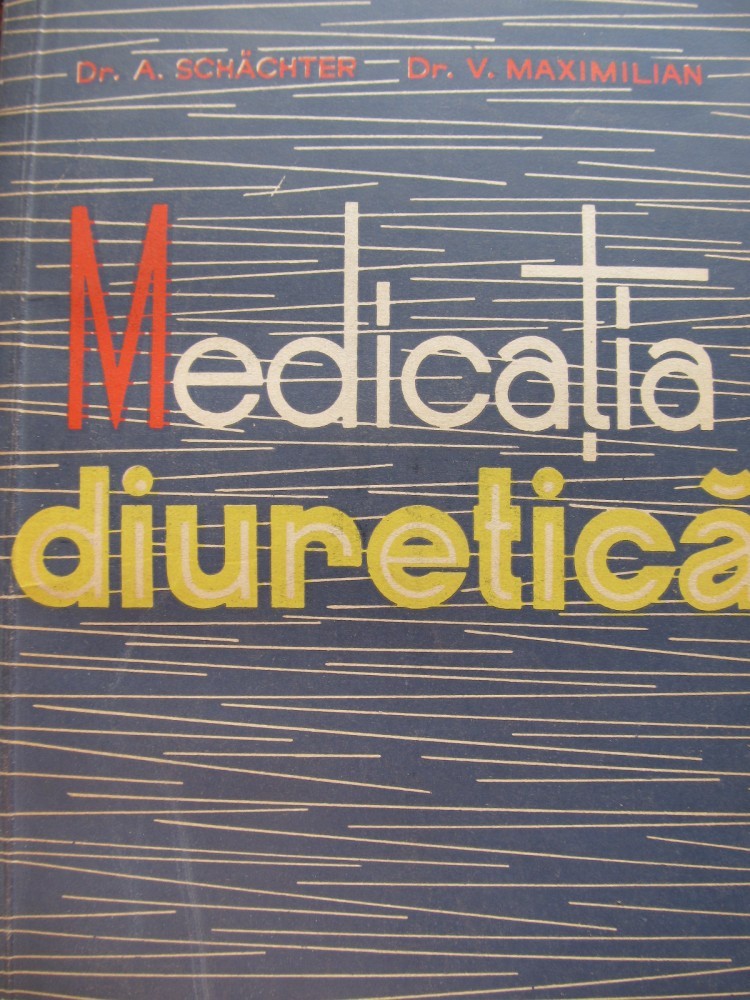 Dr. A. SCHÄCHTER Dr. V. MAXIMILIAN
Medicația
diuretică